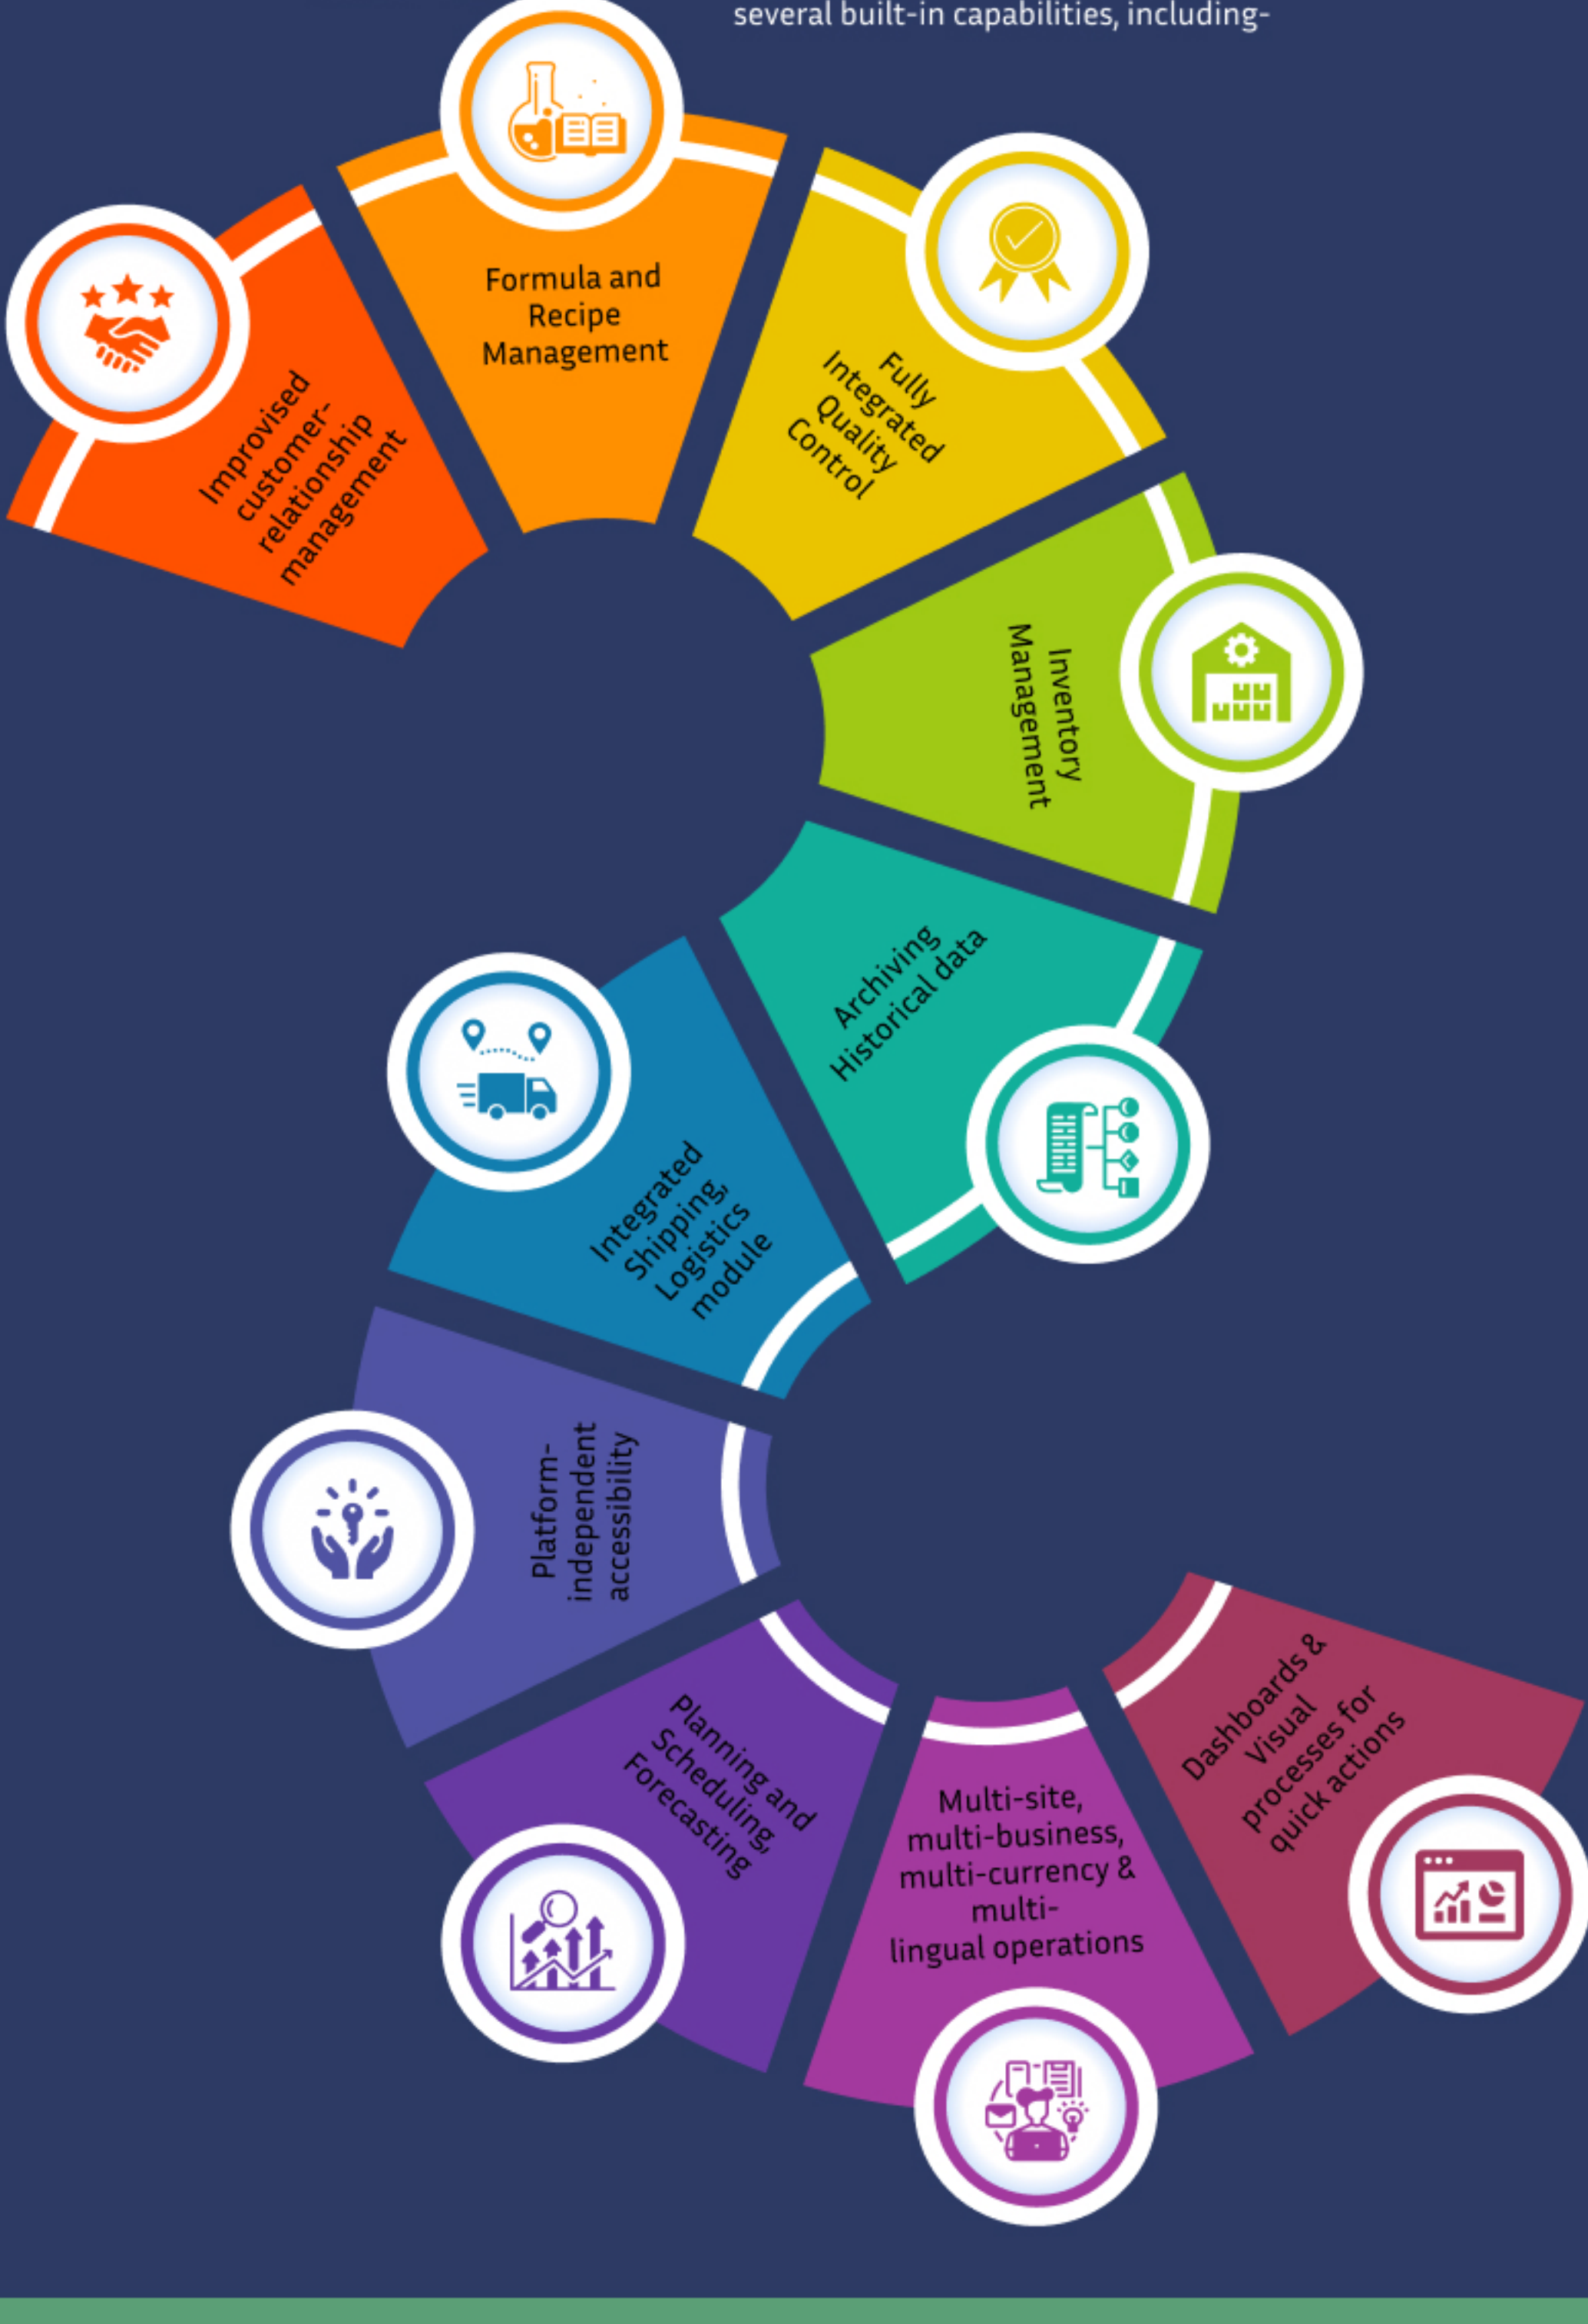 several built-in capabilities, including-
Improvised
customer-
relationship
management
Formula and
Recipe
Management
Fully
Integrated
Quality
Control
Inventory
Management
Archiving
Historical data
Integrated
Shipping,
Logistics
module
Platform-
independent
accessibility
Planning and
Scheduling,
Forecasting
Multi-site,
multi-business,
multi-currency &
multi-
lingual operations
Dashboards &
Visual
processes for
quick actions